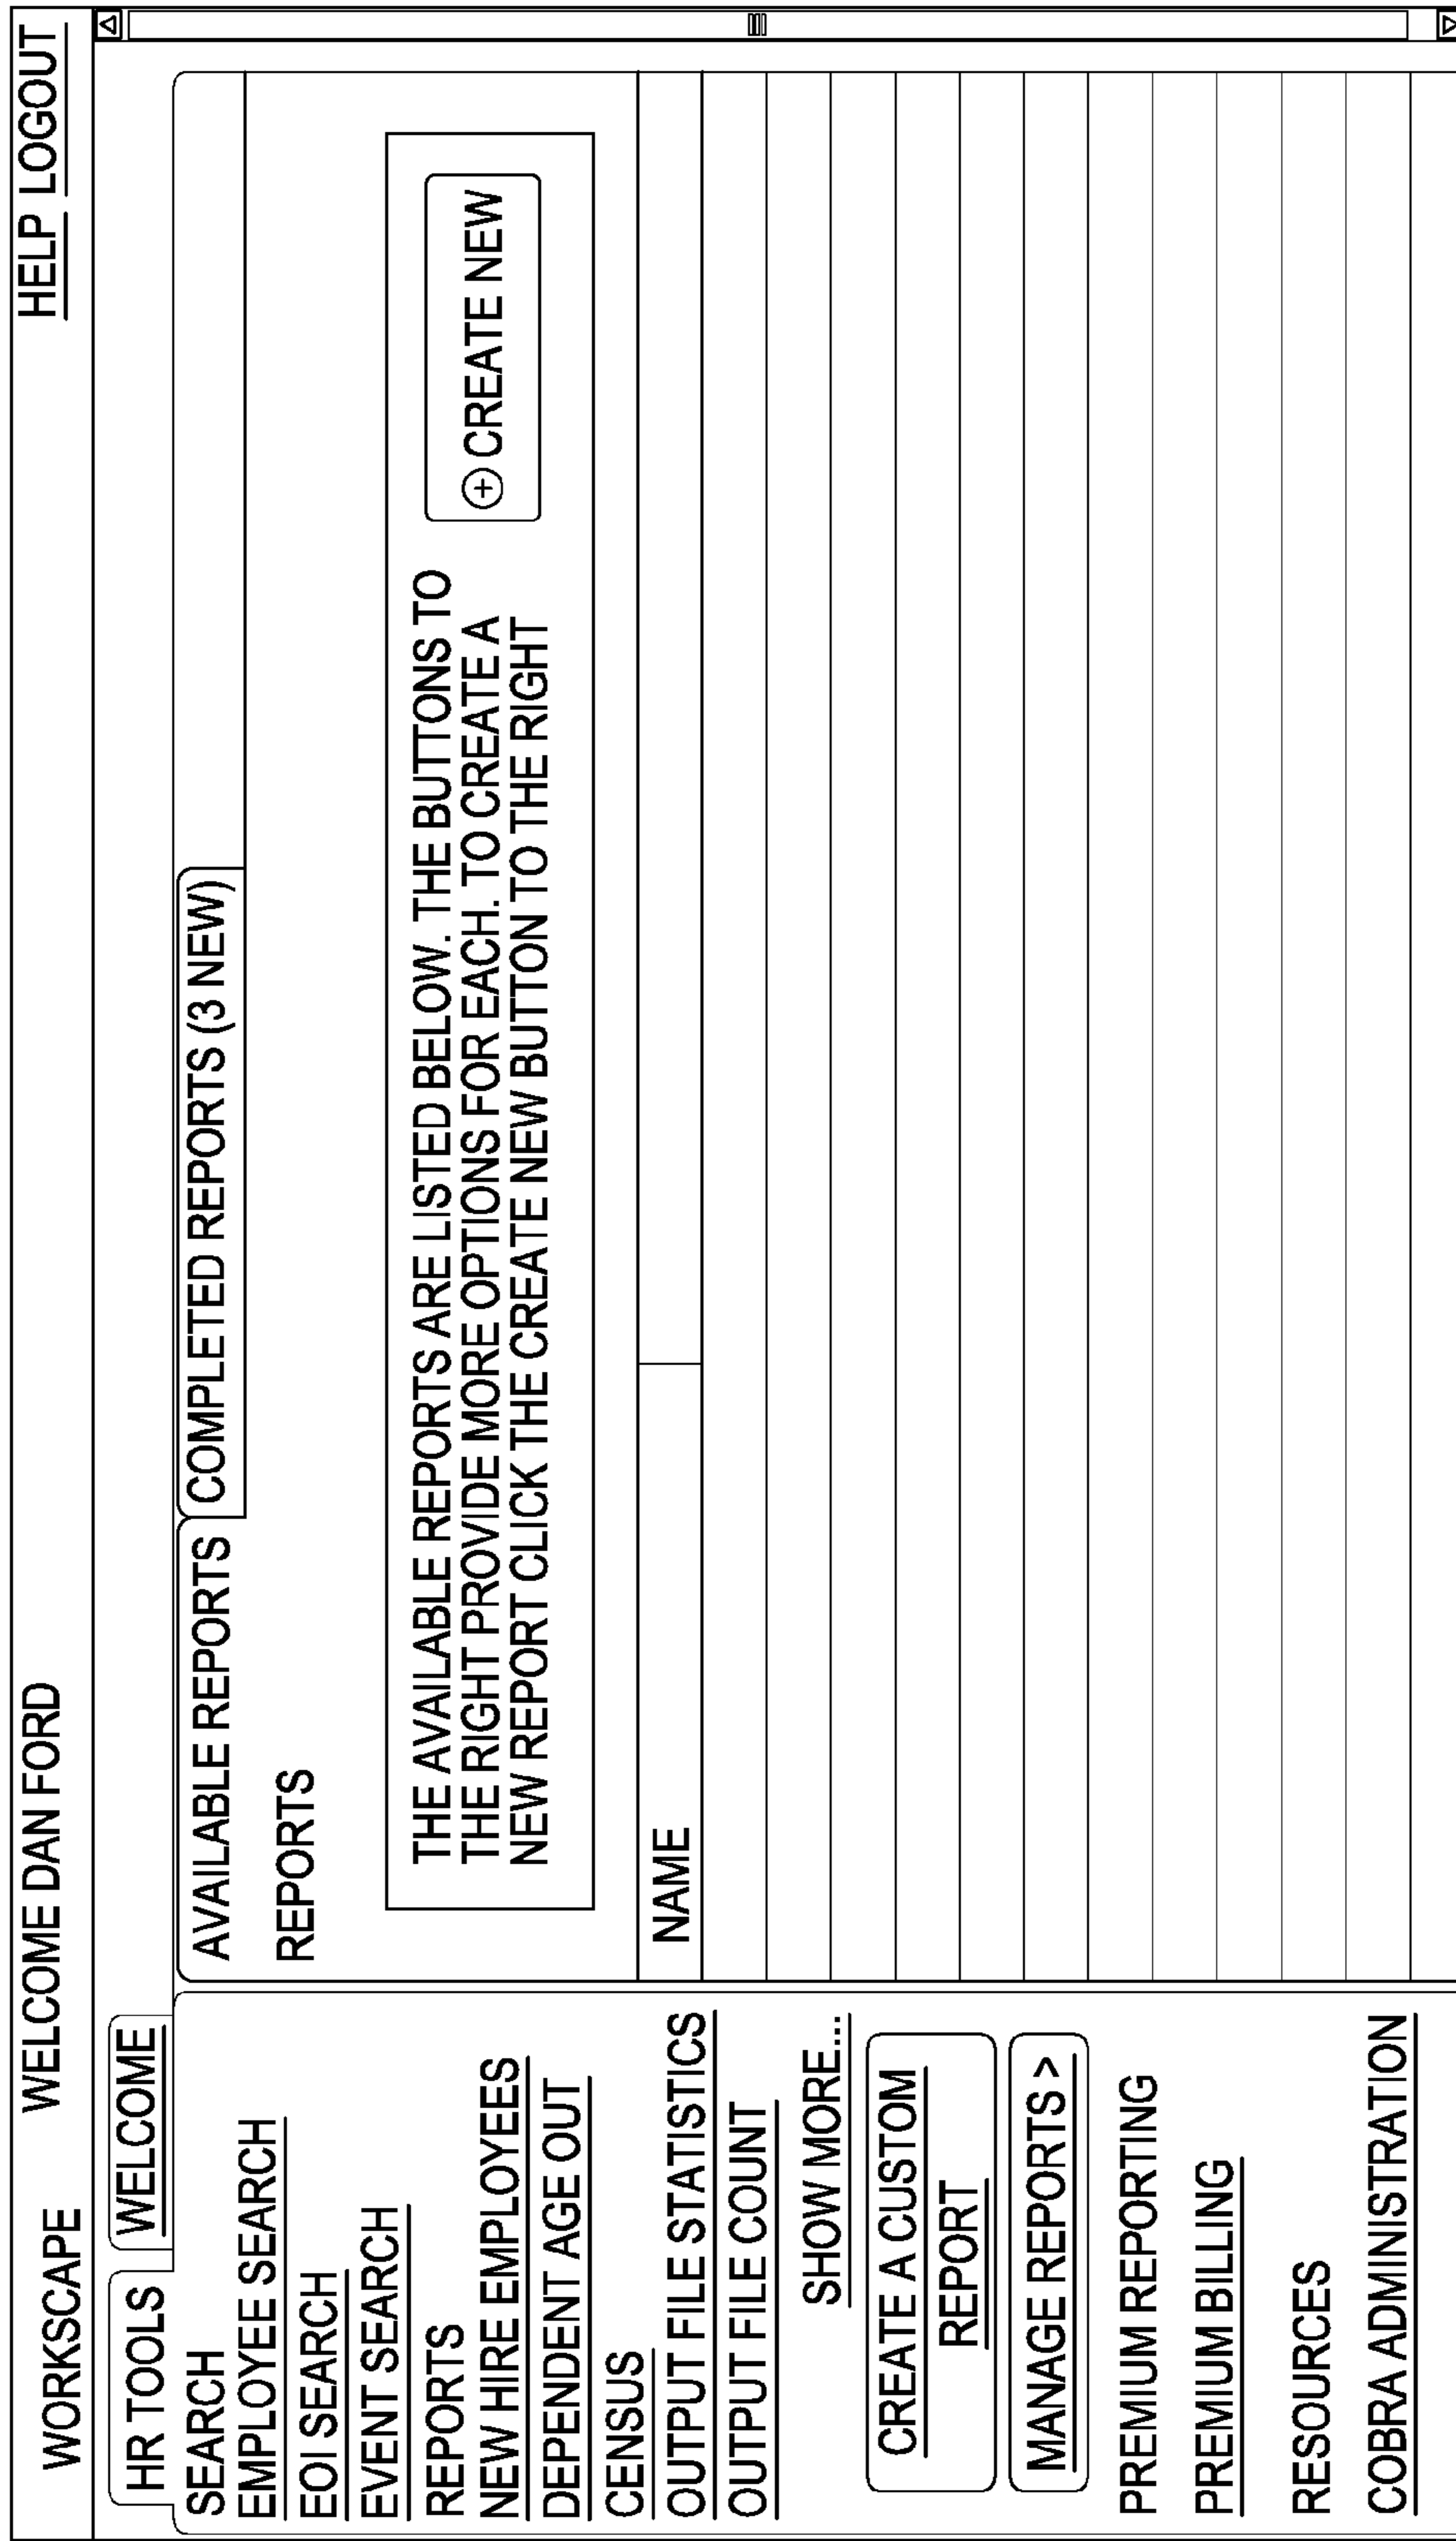 WORKSCAPE
WELCOME DAN FORD
HELP LOGOUT
HR TOOLS
WELCOME
SEARCH
EMPLOYEE SEARCH
EOI SEARCH
EVENT SEARCH
REPORTS
NEW HIRE EMPLOYEES
DEPENDENT AGE OUT
CENSUS
OUTPUT FILE STATISTICS
OUTPUT FILE COUNT
SHOW MORE...
CREATE A CUSTOM
REPORT
MANAGE REPORTS >
PREMIUM REPORTING
PREMIUM BILLING
RESOURCES
COBRA ADMINISTRATION
AVAILABLE REPORTS
COMPLETED REPORTS (3 NEW)
REPORTS
THE AVAILABLE REPORTS ARE LISTED BELOW. THE BUTTONS TO
THE RIGHT PROVIDE MORE OPTIONS FOR EACH. TO CREATE A
NEW REPORT CLICK THE CREATE NEW BUTTON TO THE RIGHT
+ CREATE NEW
NAME